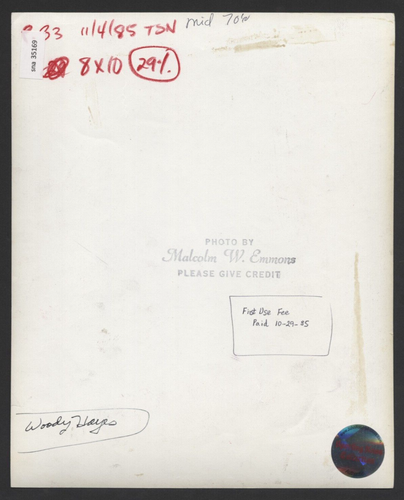 33 11/4/85 TSN mid 70's
sna 35169
8X10 29%
PHOTO BY
Malcolm W. Emmons
PLEASE GIVE CREDIT
First Use Fee
Paid 10-29-85
Woody Hayes